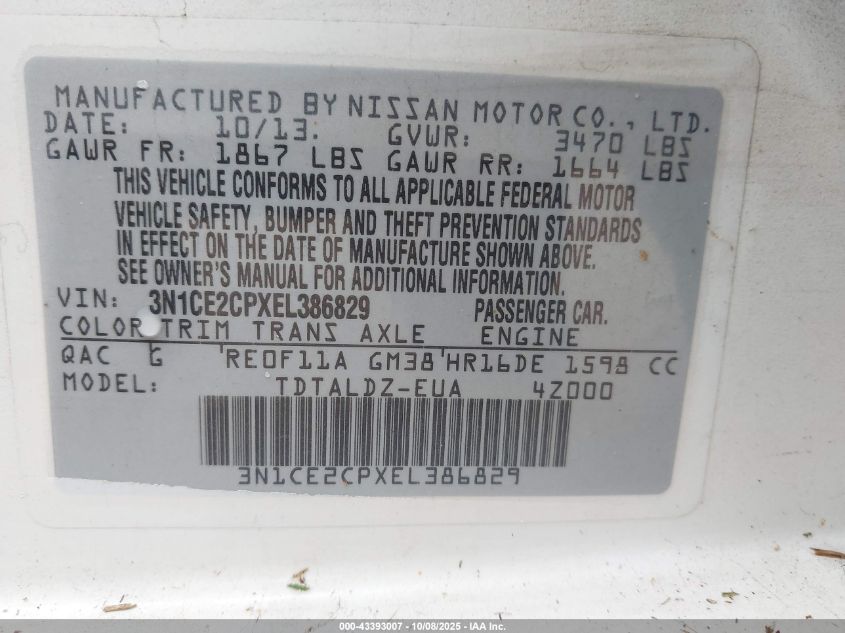 MANUFACTURED BY NISSAN MOTOR CO., LTD.
DATE: 10/13. GVWR: 3470 LBS
GAWR FR: 1867 LBS GAWR RR: 1664 LBS
THIS VEHICLE CONFORMS TO ALL APPLICABLE FEDERAL MOTOR
VEHICLE SAFETY, BUMPER AND THEFT PREVENTION STANDARDS
IN EFFECT ON THE DATE OF MANUFACTURE SHOWN ABOVE.
SEE OWNER'S MANUAL FOR ADDITIONAL INFORMATION.
VIN: 3N1CE2CPXEL386829 PASSENGER CAR.
COLOR TRIM TRANS AXLE ENGINE
QAC G RE0F11A GM38 HR16DE 1598 CC
MODEL: TDTALDZ-EUA 4Z000
3N1CE2CPXEL386829
000-43393007 - 10/08/2025 - IAA Inc.